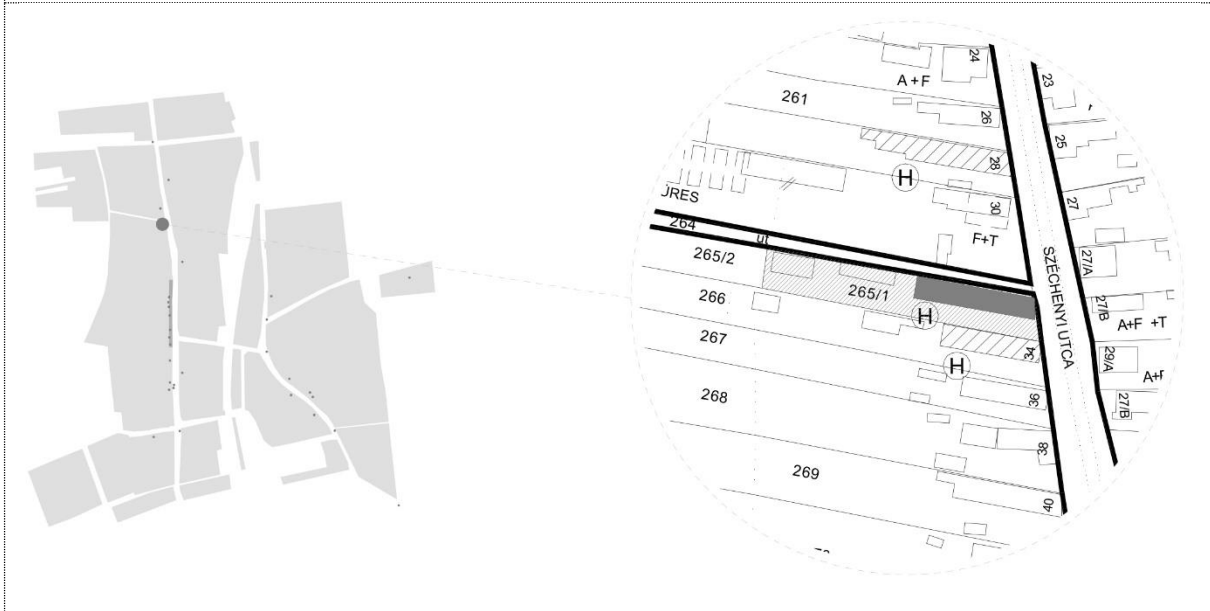 24
23
A+F
261
26
25
28
H
27
ÜRES
30
264
F+T
út
265/2
SZÉCHENYI UTCA
27/A
265/1
27/B
266
H
A+F +T
34
29/A
267
H
A+F
36
27/B
268
38
269
40